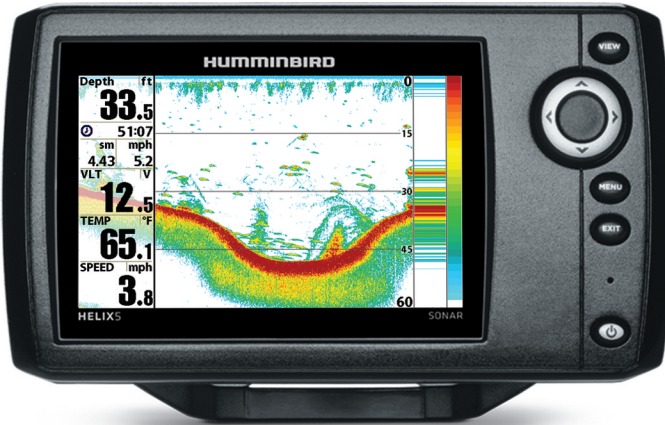 HUMMINBIRD
Depth ft
33.5
51:07
sm mph
4.43 5.2
VLT V
12.5
TEMP °F
65.1
SPEED mph
3.8
0
15
30
45
60
HELIX5 SONAR
VIEW
MENU
EXIT